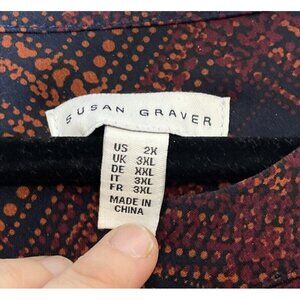 SUSAN GRAVER
US 2X
UK 3XL
DE XXL
IT 3XL
FR 3XL
MADE IN
CHINA